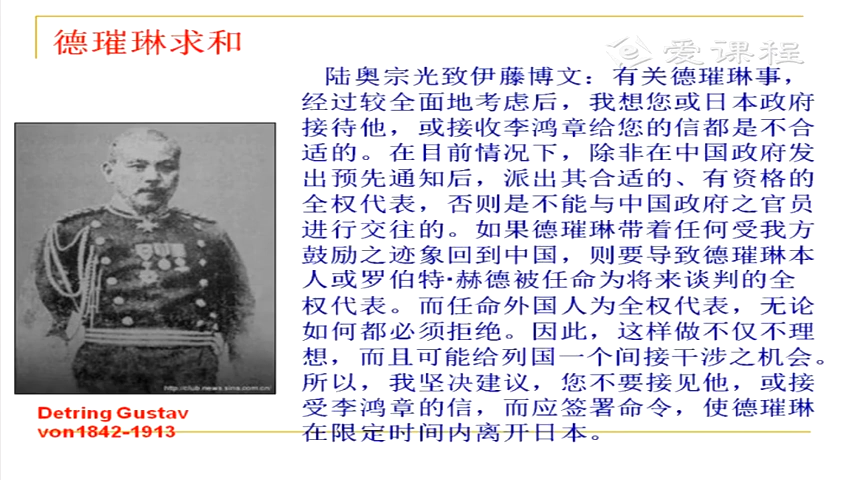 德璀琳求和
爱课程
陆奥宗光致伊藤博文：有关德璀琳事，
经过较全面地考虑后，我想您或日本政府
接待他，或接收李鸿章给您的信都是不合
适的。在目前情况下，除非在中国政府发
出预先通知后，派出其合适的、有资格的
全权代表，否则是不能与中国政府之官员
进行交往的。如果德璀琳带着任何受我方
鼓励之迹象回到中国，则要导致德璀琳本
人或罗伯特·赫德被任命为将来谈判的全
权代表。而任命外国人为全权代表，无论
如何都必须拒绝。因此，这样做不仅不理
想，而且可能给列国一个间接干涉之机会。
所以，我坚决建议，您不要接见他，或接
受李鸿章的信，而应签署命令，使德璀琳
在限定时间内离开日本。
http://club.news.sina.com.cn/
Detring Gustav
von1842-1913